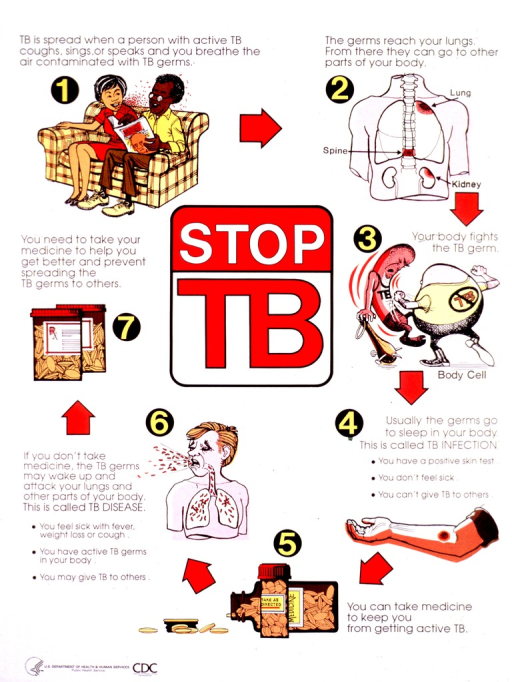 TB is spread when a person with active TB
coughs, sings,or speaks and you breathe the
air contaminated with TB germs.
1
The germs reach your lungs.
From there they can go to other
parts of your body.
2
Lung
Spine
Kidney
3
Your body fights
the TB germ.
TB
TB
Body Cell
STOP
TB
4
Usually the germs go
to sleep in your body.
This is called TB INFECTION
• You have a positive skin test
• You don't feel sick .
• You can't give TB to others .
5
TAKE AS
DIRECTED
You can take medicine
to keep you
from getting active TB.
6
If you don't take
medicine, the TB germs
may wake up and
attack your lungs and
other parts of your body.
This is called TB DISEASE.
• You feel sick with fever,
weight loss or cough .
• You have active TB germs
in your body .
• You may give TB to others .
7
You need to take your
medicine to help you
get better and prevent
spreading the
TB germs to others.
Rx
U.S. DEPARTMENT OF HEALTH & HUMAN SERVICES
Public Health Service
CDC